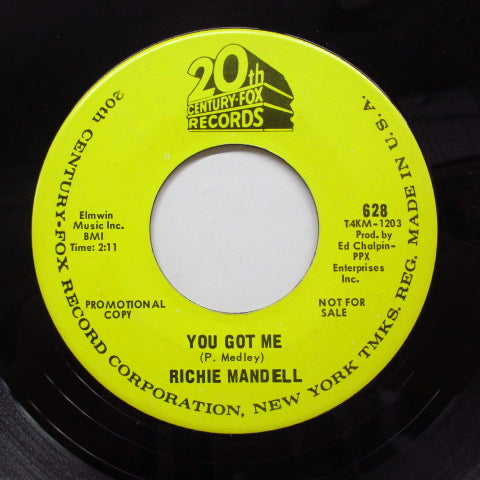 20th
CENTURY-FOX
RECORDS
Elmwin
Music Inc.
BMI
Time: 2:11
628
T4KM-1203
Prod. by
Ed Chalpin-
PPX
Enterprises
Inc.
PROMOTIONAL
COPY
NOT FOR
SALE
YOU GOT ME
(P. Medley)
RICHIE MANDELL
20th CENTURY-FOX RECORD CORPORATION, NEW YORK TMKS. REG. MADE IN U.S.A.